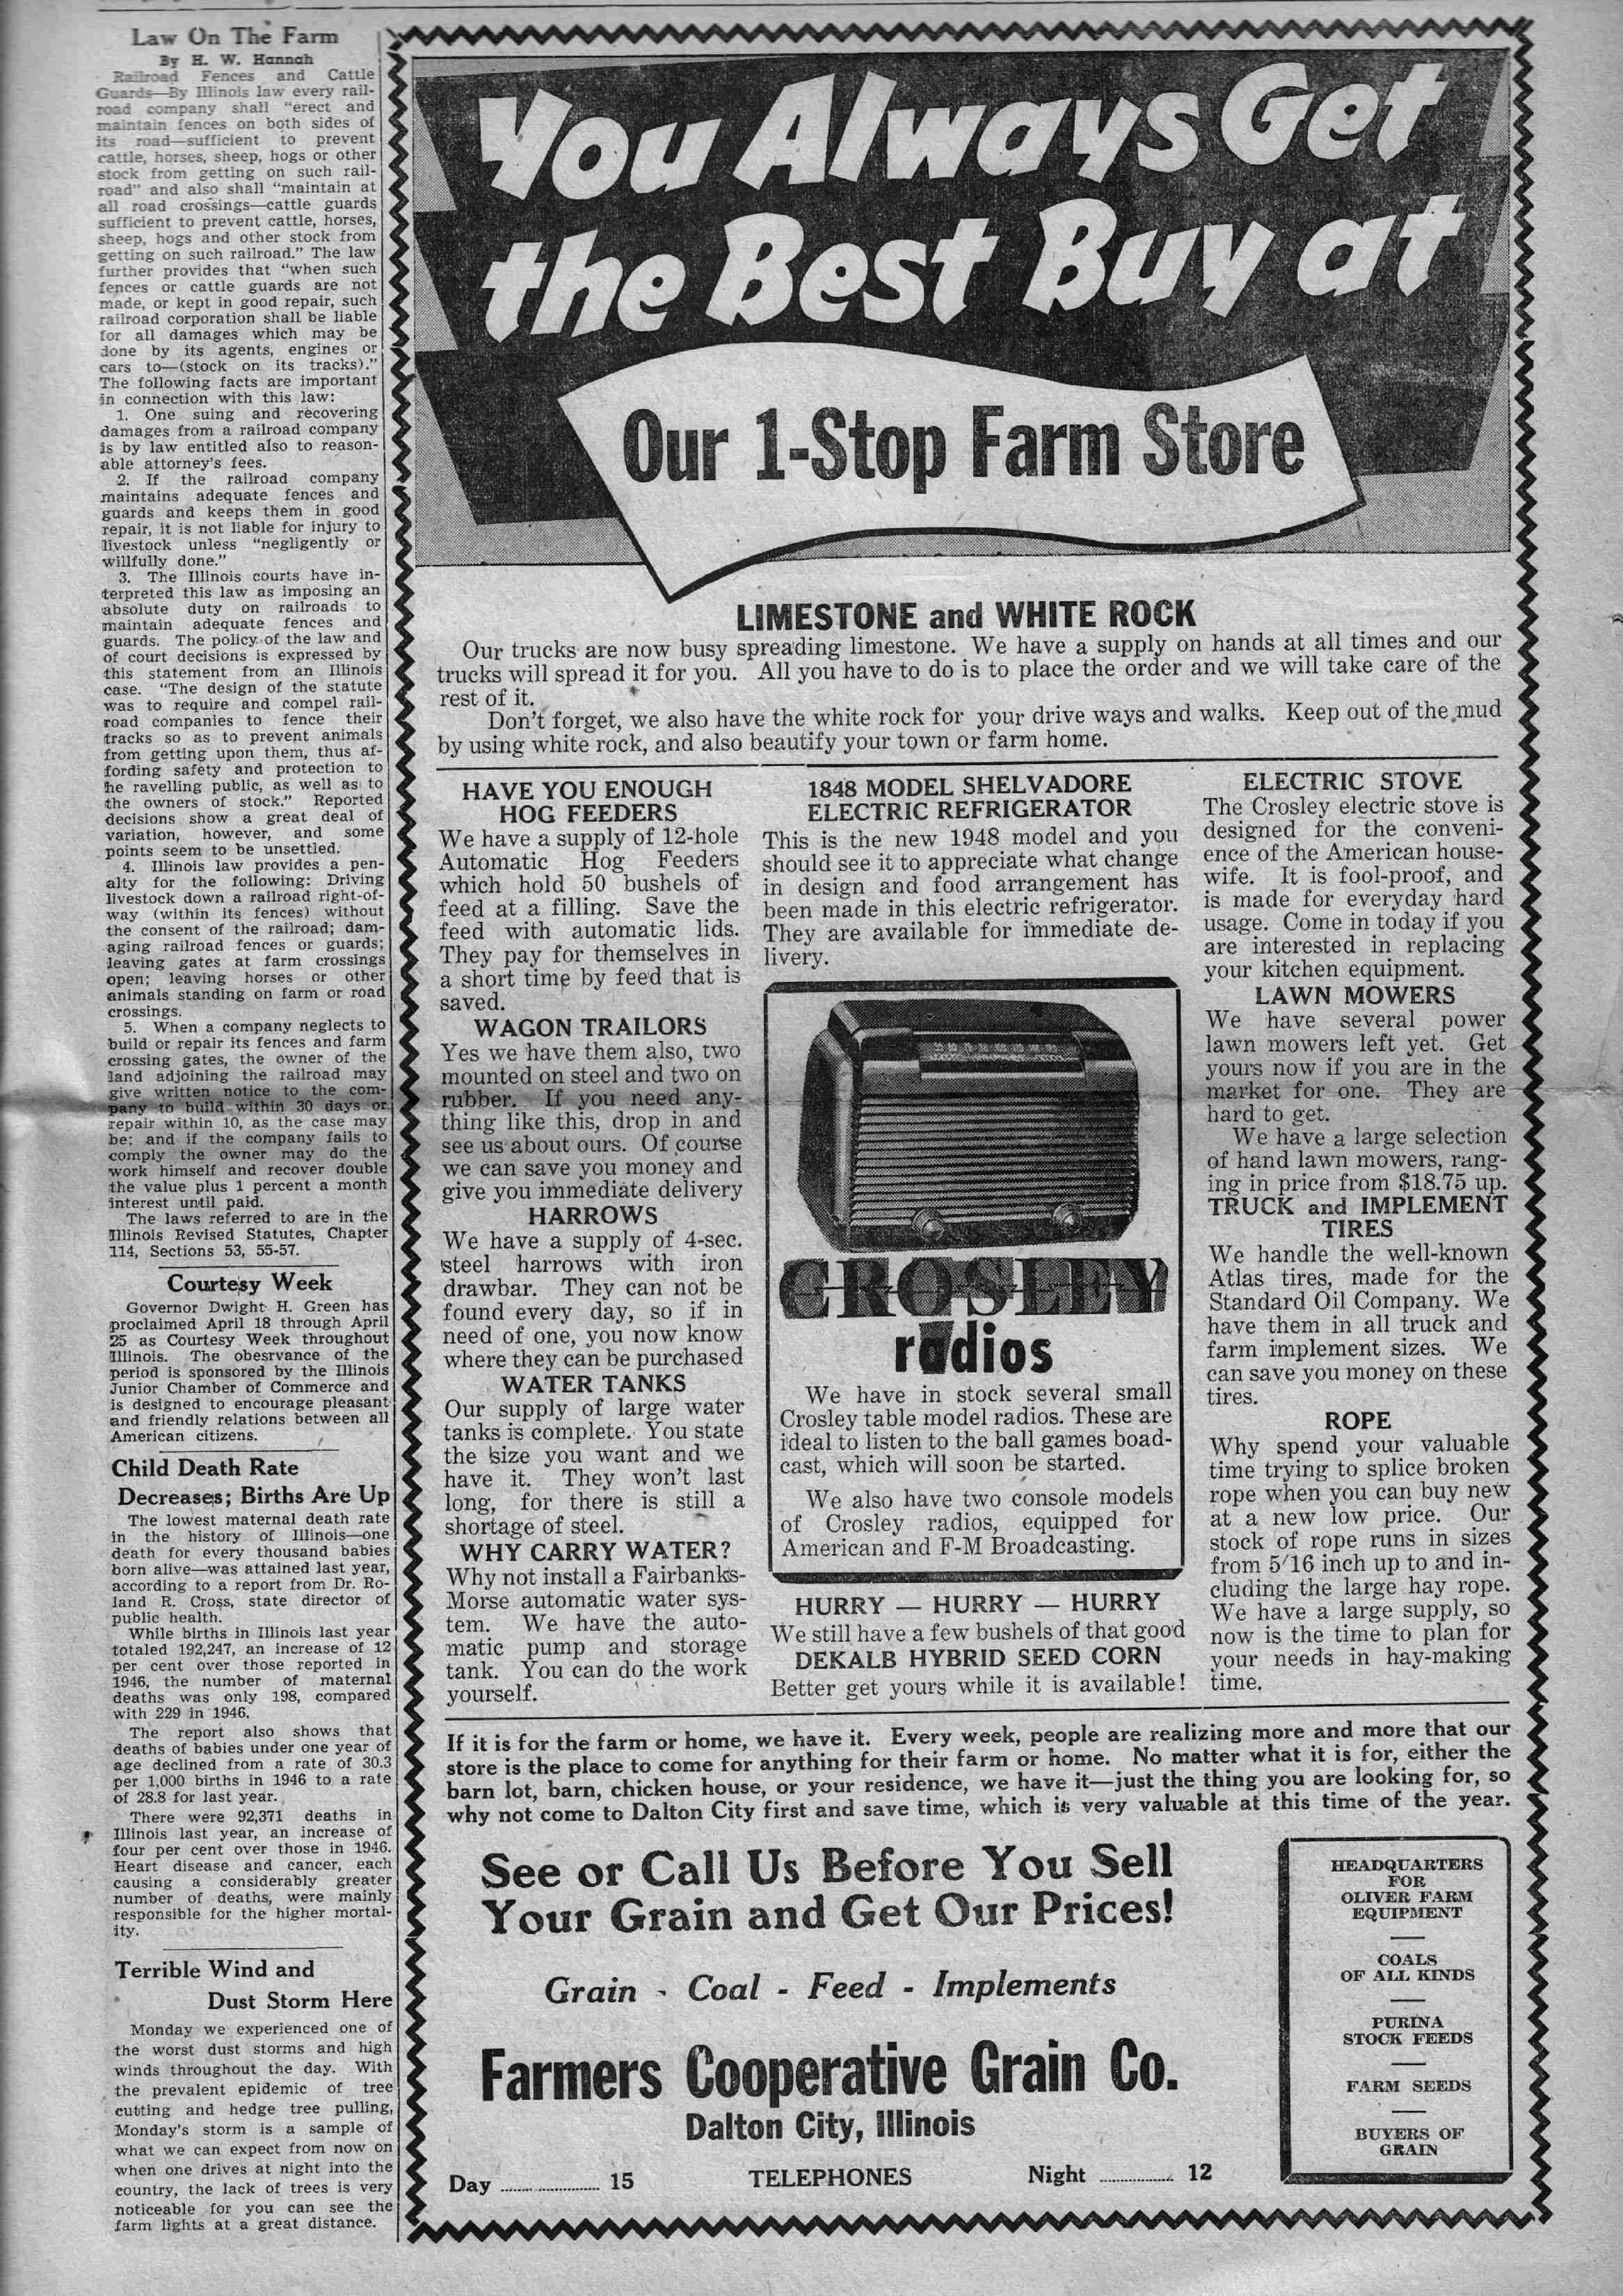 Law On The Farm
By H. W. Hannah
Railroad Fences and Cattle
Guards—By Illinois law every rail-
road company shall "erect and
maintain fences on both sides of
its road—sufficient to prevent
cattle, horses, sheep, hogs or other
stock from getting on such rail-
road" and also shall "maintain at
all road crossings—cattle guards
sufficient to prevent cattle, horses,
sheep, hogs and other stock from
getting on such railroad." The law
further provides that "when such
fences or cattle guards are not
made, or kept in good repair, such
railroad corporation shall be liable
for all damages which may be
done by its agents, engines or
cars to—(stock on its tracks)."
The following facts are important
in connection with this law:
1. One suing and recovering
damages from a railroad company
is by law entitled also to reason-
able attorney's fees.
2. If the railroad company
maintains adequate fences and
guards and keeps them in good
repair, it is not liable for injury to
livestock unless "negligently or
willfully done."
3. The Illinois courts have in-
terpreted this law as imposing an
absolute duty on railroads to
maintain adequate fences and
guards. The policy of the law and
of court decisions is expressed by
this statement from an Illinois
case. "The design of the statute
was to require and compel rail-
road companies to fence their
tracks so as to prevent animals
from getting upon them, thus af-
fording safety and protection to
he ravelling public, as well as to
the owners of stock." Reported
decisions show a great deal of
variation, however, and some
points seem to be unsettled.
4. Illinois law provides a pen-
alty for the following: Driving
livestock down a railroad right-of-
way (within its fences) without
the consent of the railroad; dam-
aging railroad fences or guards;
leaving gates at farm crossings
open; leaving horses or other
animals standing on farm or road
crossings.
5. When a company neglects to
build or repair its fences and farm
crossing gates, the owner of the
land adjoining the railroad may
give written notice to the com-
pany to build within 30 days or
repair within 10, as the case may
be; and if the company fails to
comply the owner may do the
work himself and recover double
the value plus 1 percent a month
interest until paid.
The laws referred to are in the
Illinois Revised Statutes, Chapter
114, Sections 53, 55-57.
Courtesy Week
Governor Dwight H. Green has
proclaimed April 18 through April
25 as Courtesy Week throughout
Illinois. The obesrvance of the
period is sponsored by the Illinois
Junior Chamber of Commerce and
is designed to encourage pleasant
and friendly relations between all
American citizens.
Child Death Rate
Decreases; Births Are Up
The lowest maternal death rate
in the history of Illinois—one
death for every thousand babies
born alive—was attained last year,
according to a report from Dr. Ro-
land R. Cross, state director of
public health.
While births in Illinois last year
totaled 192,247, an increase of 12
per cent over those reported in
1946, the number of maternal
deaths was only 198, compared
with 229 in 1946.
The report also shows that
deaths of babies under one year of
age declined from a rate of 30.3
per 1,000 births in 1946 to a rate
of 28.8 for last year.
There were 92,371 deaths in
Illinois last year, an increase of
four per cent over those in 1946.
Heart disease and cancer, each
causing a considerably greater
number of deaths, were mainly
responsible for the higher mortal-
ity.
Terrible Wind and
Dust Storm Here
Monday we experienced one of
the worst dust storms and high
winds throughout the day. With
the prevalent epidemic of tree
cutting and hedge tree pulling,
Monday's storm is a sample of
what we can expect from now on
when one drives at night into the
country, the lack of trees is very
noticeable for you can see the
farm lights at a great distance.
You Always Get
the Best Buy at
Our 1-Stop Farm Store
LIMESTONE and WHITE ROCK
Our trucks are now busy spreading limestone. We have a supply on hands at all times and our
trucks will spread it for you. All you have to do is to place the order and we will take care of the
rest of it.
Don't forget, we also have the white rock for your drive ways and walks. Keep out of the mud
by using white rock, and also beautify your town or farm home.
HAVE YOU ENOUGH
HOG FEEDERS
We have a supply of 12-hole
Automatic Hog Feeders
which hold 50 bushels of
feed at a filling. Save the
feed with automatic lids.
They pay for themselves in
a short time by feed that is
saved.
WAGON TRAILORS
Yes we have them also, two
mounted on steel and two on
rubber. If you need any-
thing like this, drop in and
see us about ours. Of course
we can save you money and
give you immediate delivery
HARROWS
We have a supply of 4-sec.
steel harrows with iron
drawbar. They can not be
found every day, so if in
need of one, you now know
where they can be purchased
WATER TANKS
Our supply of large water
tanks is complete. You state
the size you want and we
have it. They won't last
long, for there is still a
shortage of steel.
WHY CARRY WATER?
Why not install a Fairbanks-
Morse automatic water sys-
tem. We have the auto-
matic pump and storage
tank. You can do the work
yourself.
1848 MODEL SHELVADORE
ELECTRIC REFRIGERATOR
This is the new 1948 model and you
should see it to appreciate what change
in design and food arrangement has
been made in this electric refrigerator.
They are available for immediate de-
livery.
CROSLEY
radios
We have in stock several small
Crosley table model radios. These are
ideal to listen to the ball games boad-
cast, which will soon be started.
We also have two console models
of Crosley radios, equipped for
American and F-M Broadcasting.
HURRY — HURRY — HURRY
We still have a few bushels of that good
DEKALB HYBRID SEED CORN
Better get yours while it is available!
ELECTRIC STOVE
The Crosley electric stove is
designed for the conveni-
ence of the American house-
wife. It is fool-proof, and
is made for everyday hard
usage. Come in today if you
are interested in replacing
your kitchen equipment.
LAWN MOWERS
We have several power
lawn mowers left yet. Get
yours now if you are in the
market for one. They are
hard to get.
We have a large selection
of hand lawn mowers, rang-
ing in price from $18.75 up.
TRUCK and IMPLEMENT
TIRES
We handle the well-known
Atlas tires, made for the
Standard Oil Company. We
have them in all truck and
farm implement sizes. We
can save you money on these
tires.
ROPE
Why spend your valuable
time trying to splice broken
rope when you can buy new
at a new low price. Our
stock of rope runs in sizes
from 5/16 inch up to and in-
cluding the large hay rope.
We have a large supply, so
now is the time to plan for
your needs in hay-making
time.
If it is for the farm or home, we have it. Every week, people are realizing more and more that our
store is the place to come for anything for their farm or home. No matter what it is for, either the
barn lot, barn, chicken house, or your residence, we have it—just the thing you are looking for, so
why not come to Dalton City first and save time, which is very valuable at this time of the year.
See or Call Us Before You Sell
Your Grain and Get Our Prices!
Grain - Coal - Feed - Implements
Farmers Cooperative Grain Co.
Dalton City, Illinois
Day ........................ 15 TELEPHONES Night .................. 12
HEADQUARTERS
FOR
OLIVER FARM
EQUIPMENT
COALS
OF ALL KINDS
PURINA
STOCK FEEDS
FARM SEEDS
BUYERS OF
GRAIN